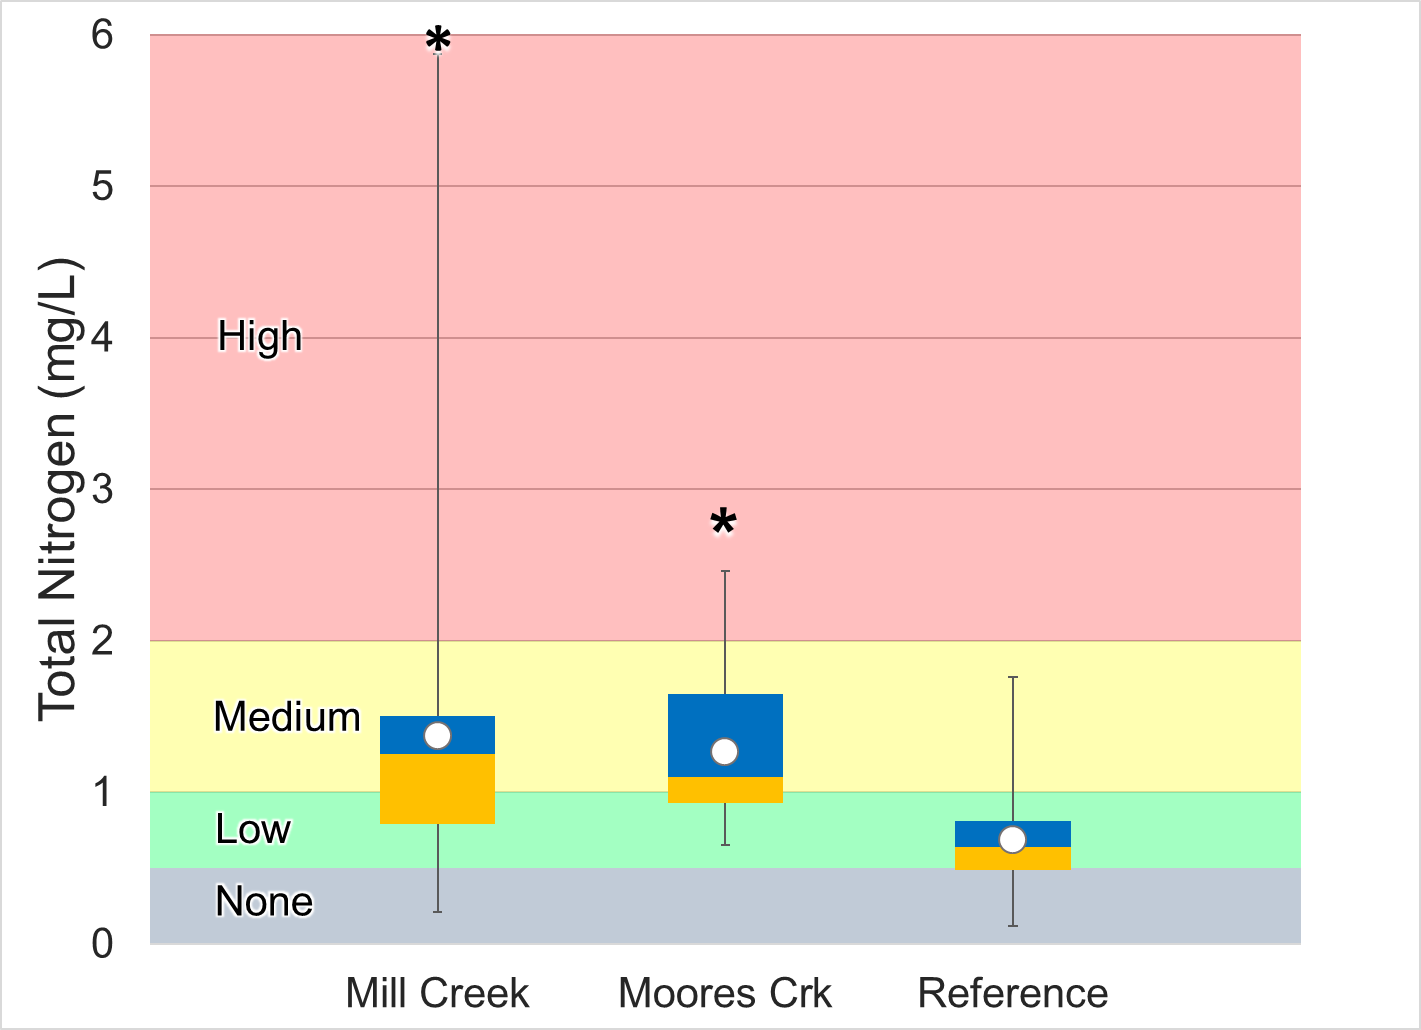 Total Nitrogen (mg/L)
6
5
4
3
2
1
0
High
Medium
Low
None
*
*
Mill Creek
Moores Crk
Reference